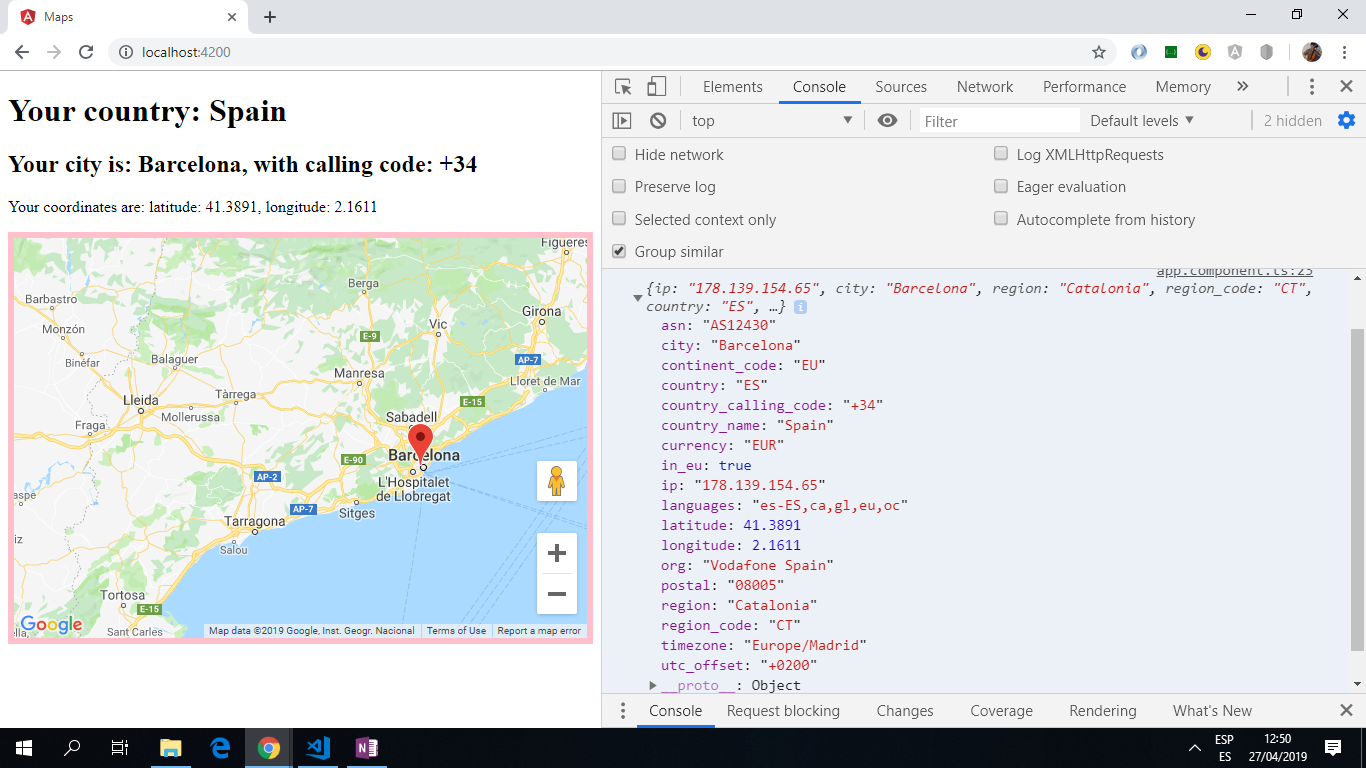 Maps
localhost:4200
Your country: Spain
Your city is: Barcelona, with calling code: +34
Your coordinates are: latitude: 41.3891, longitude: 2.1611
Figueres
Berga
Barbastro
Vic
Girona
Monzón
E-9
Binéfar
Balaguer
AP-7
Manresa
Lloret de Mar
Lleida
Tàrrega
E-15
Mollerussa
Sabadell
Fraga
Barcelona
E-90
AP-2
L'Hospitalet
de Llobregat
aspe
AP-7
Sitges
Tarragona
iz
Salou
Tortosa
E-15
Google
lla,
Sant Carles
Map data ©2019 Google, Inst. Geogr. Nacional
Terms of Use
Report a map error
Elements
Console
Sources
Network
Performance
Memory
top
Filter
Default levels
2 hidden
Hide network
Log XMLHttpRequests
Preserve log
Eager evaluation
Selected context only
Autocomplete from history
Group similar
app.component.ts:25
{ip: "178.139.154.65", city: "Barcelona", region: "Catalonia", region_code: "CT",
country: "ES", …} i
asn: "AS12430"
city: "Barcelona"
continent_code: "EU"
country: "ES"
country_calling_code: "+34"
country_name: "Spain"
currency: "EUR"
in_eu: true
ip: "178.139.154.65"
languages: "es-ES,ca,gl,eu,oc"
latitude: 41.3891
longitude: 2.1611
org: "Vodafone Spain"
postal: "08005"
region: "Catalonia"
region_code: "CT"
timezone: "Europe/Madrid"
utc_offset: "+0200"
__proto__: Object
Console
Request blocking
Changes
Coverage
Rendering
What's New
ESP
ES
12:50
27/04/2019